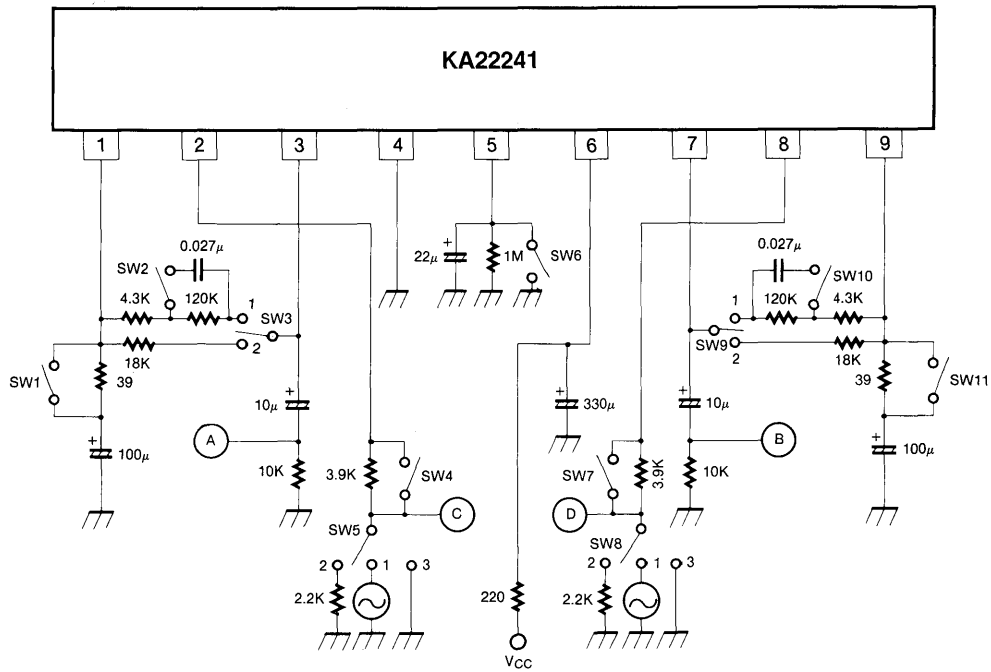 KA22241
1 2 3 4 5 6 7 8 9
0.027μ
SW2
4.3K 120K
1
SW3
2
18K
SW1
39
+
100μ
+
10μ
A
10K
3.9K
SW4
C
SW5
2 1 3
2.2K
+
22μ
1M
SW6
+
330μ
220
VCC
0.027μ
SW10
1
120K 4.3K
SW9
2
18K
39
SW11
+
100μ
+
10μ
B
10K
SW7
3.9K
D
SW8
2 1 3
2.2K